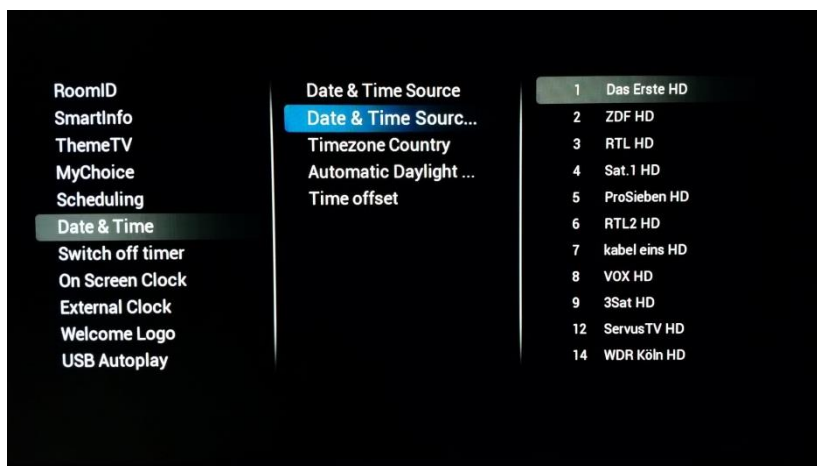 RoomID
SmartInfo
ThemeTV
MyChoice
Scheduling
Date & Time
Switch off timer
On Screen Clock
External Clock
Welcome Logo
USB Autoplay
Date & Time Source
Date & Time Sourc...
Timezone Country
Automatic Daylight ...
Time offset
1 Das Erste HD
2 ZDF HD
3 RTL HD
4 Sat.1 HD
5 ProSieben HD
6 RTL2 HD
7 kabel eins HD
8 VOX HD
9 3Sat HD
12 ServusTV HD
14 WDR Köln HD